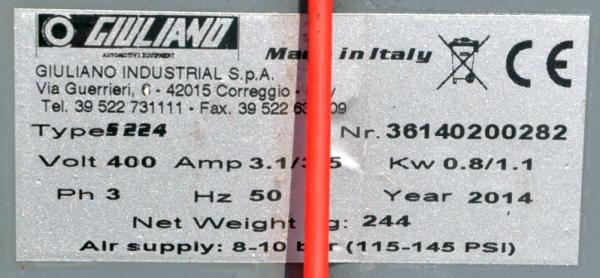 GIULIANO
AUTOMOTIVE EQUIPMENT
Made in Italy
GIULIANO INDUSTRIAL S.p.A.
Via Guerrieri, - 42015 Correggio -
Tel. 39 522 731111 - Fax. 39 522
Type S 224 Nr. 36140200282
Volt 400 Amp 3.1/ Kw 0.8/1.1
Ph 3 Hz 50 Year 2014
Net Weight 244
Air supply: 8-10 (115-145 PSI)